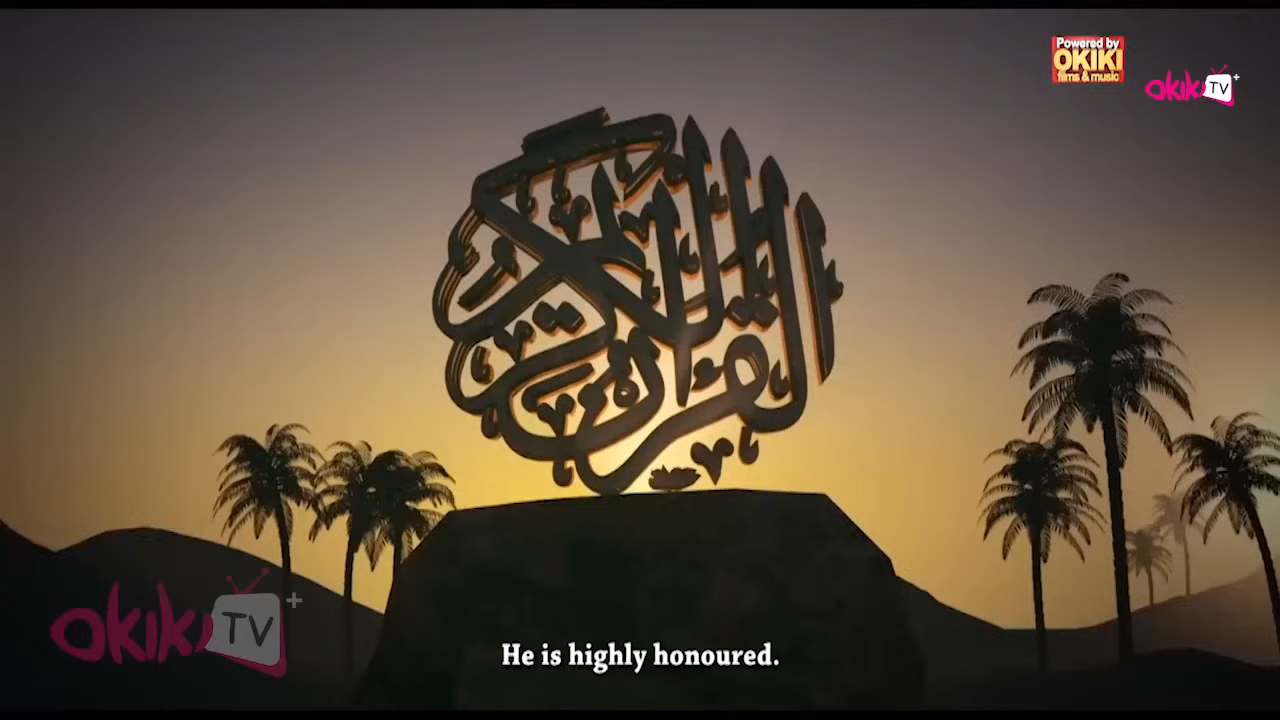 Powered by
OKIKI
films & music
OKIKI TV+
القرآن الكريم
OKIKI TV+
He is highly honoured.